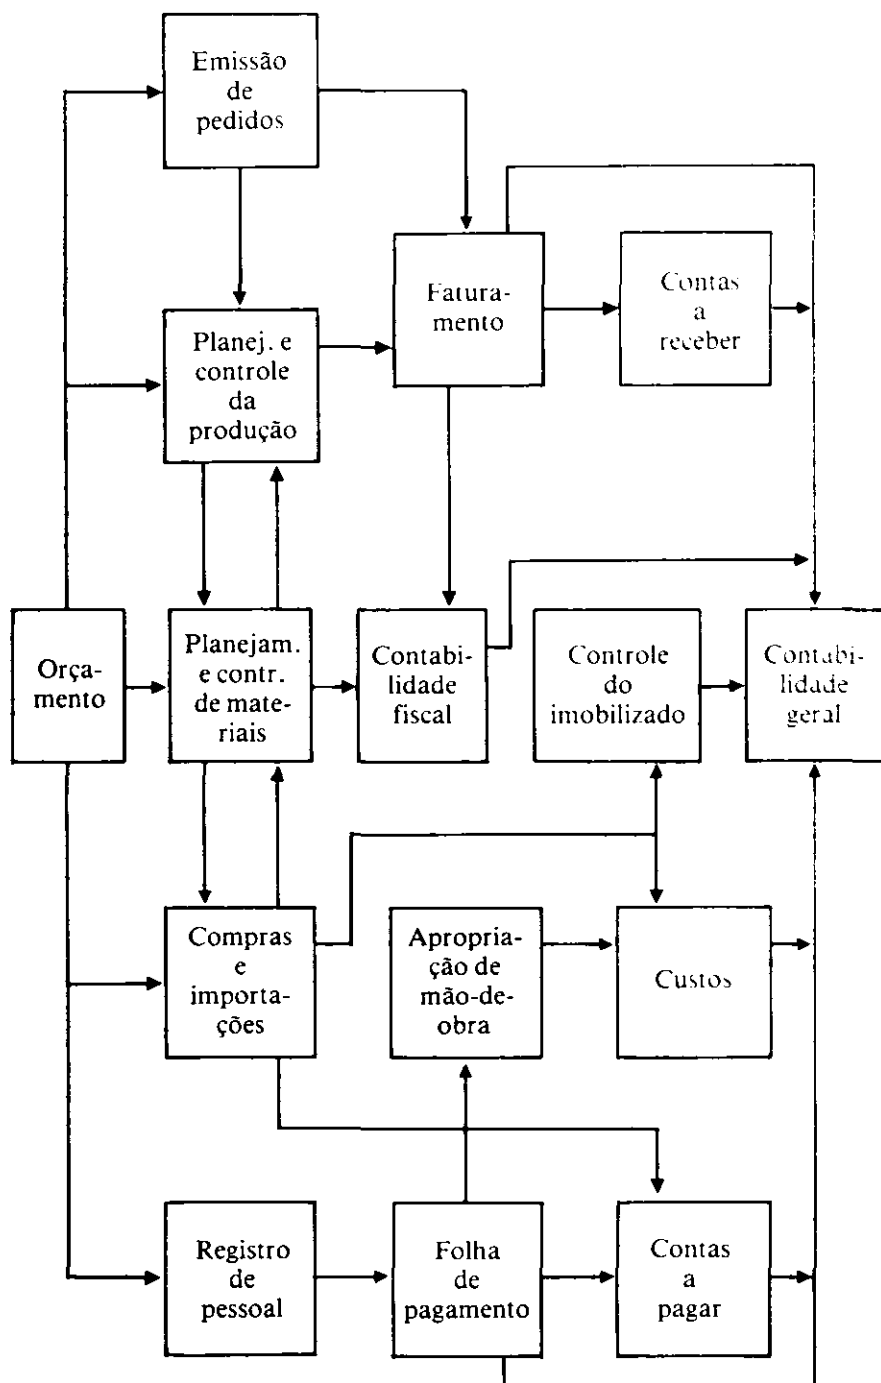 Emissão
de
pedidos
Fatura-
mento
Contas
a
receber
Planej. e
controle
da
produção
Orça-
mento
Planejam.
e contr.
de mate-
riais
Contabi-
lidade
fiscal
Controle
do
imobilizado
Contabi-
lidade
geral
Compras
e
importa-
ções
Apropria-
ção de
mão-de-
obra
Custos
Registro
de
pessoal
Folha
de
pagamento
Contas
a
pagar